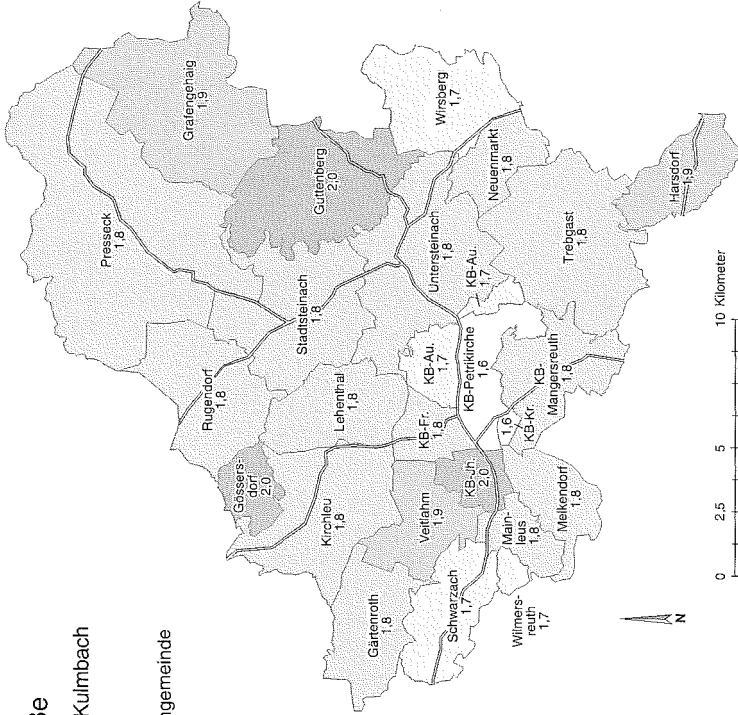 ße
Kulmbach
ngemeinde
Presseck
1,8
Grafengehaig
1,9
Rugendorf
1,8
Guttenberg
2,0
Stadtsteinach
1,8
Gössers-
dorf
2,0
Lehenthal
1,8
Wirsberg
1,7
Kirchleu
1,8
Untersteinach
1,8
Neuenmarkt
1,8
KB-Au.
1,7
KB-Au.
1,7
KB-Fr.
1,8
Veitlahm
1,9
Gärtenroth
1,8
KB-Petrikirche
1,6
KB-Jh.
2,0
Trebgast
1,8
Harsdorf
1,9
KB-
Mangersreuth
1,8
1,6
KB-Kr.
Schwarzach
1,7
Main-
leus
1,8
Melkendorf
1,8
Wilmers-
reuth
1,7
N
0 2,5 5 10 Kilometer